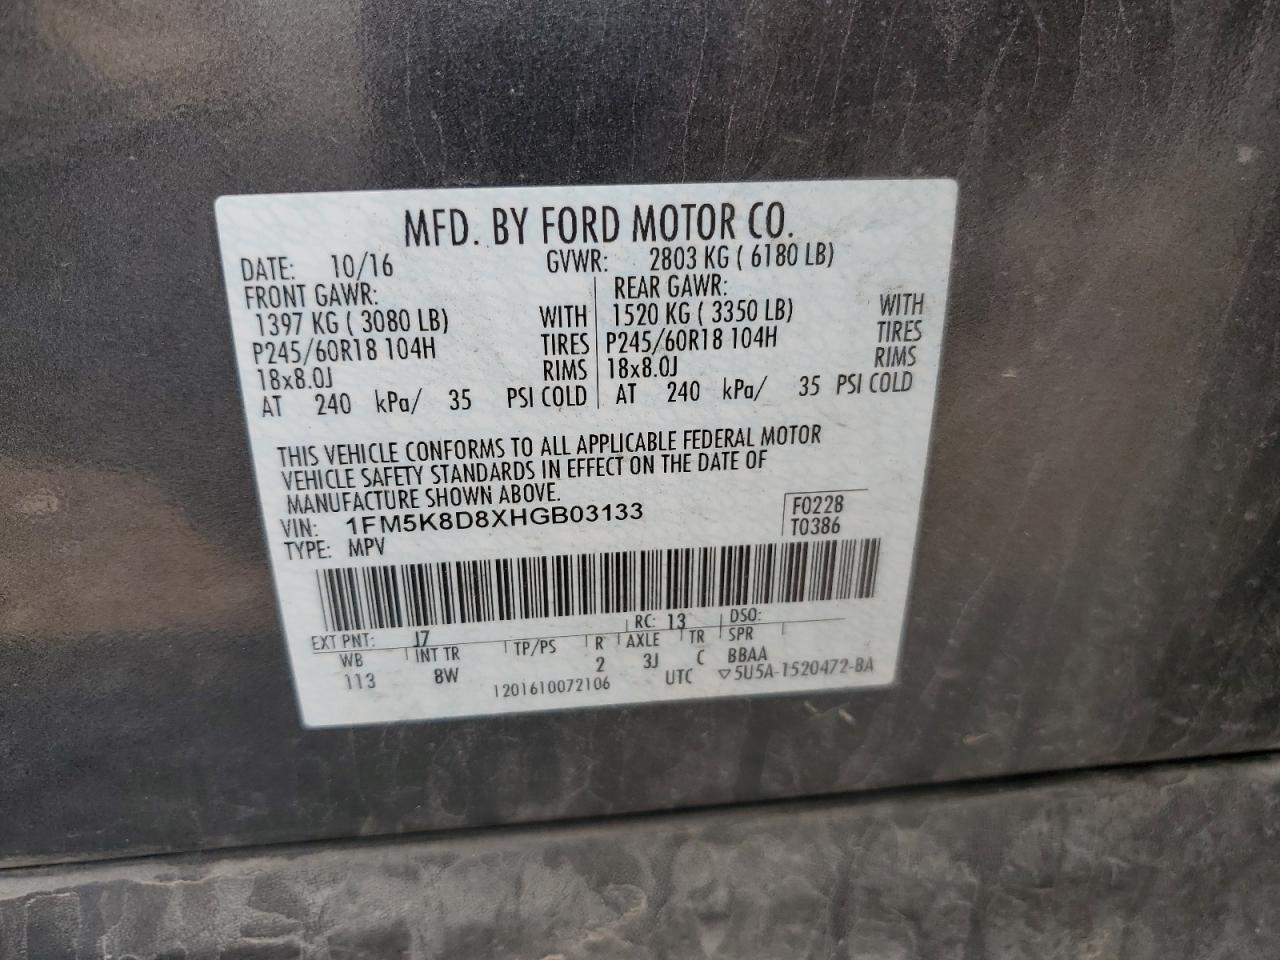 MFD. BY FORD MOTOR CO.
DATE: 10/16 GVWR: 2803 KG ( 6180 LB)
FRONT GAWR: REAR GAWR:
1397 KG ( 3080 LB) WITH 1520 KG ( 3350 LB) WITH
P245/60R18 104H TIRES P245/60R18 104H TIRES
18x8.0J RIMS 18x8.0J RIMS
AT 240 kPa/ 35 PSI COLD AT 240 kPa/ 35 PSI COLD
THIS VEHICLE CONFORMS TO ALL APPLICABLE FEDERAL MOTOR
VEHICLE SAFETY STANDARDS IN EFFECT ON THE DATE OF
MANUFACTURE SHOWN ABOVE.
VIN: 1FM5K8D8XHGB03133 F0228
TYPE: MPV T0386
EXT PNT: J7 RC: 13 DSO:
WB INT TR TP/PS R AXLE TR SPR
113 8W 2 3J C BBAA
1201610072106 UTC ▽5U5A-1520472-BA